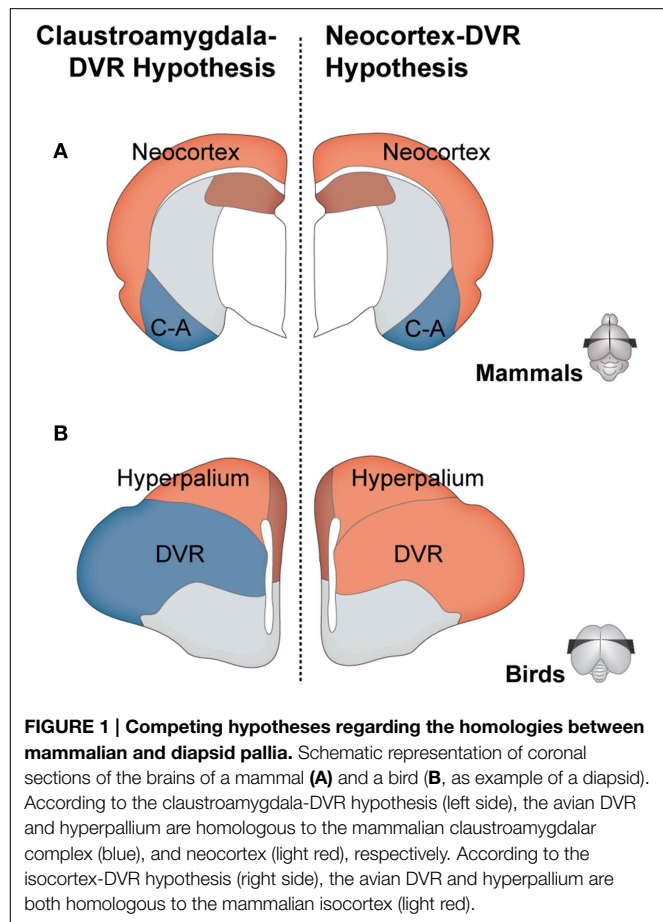 Claustroamygdala-
DVR Hypothesis
Neocortex-DVR
Hypothesis
A
Neocortex
Neocortex
C-A
C-A
Mammals
B
Hyperpalium
Hyperpalium
DVR
DVR
Birds
FIGURE 1 | Competing hypotheses regarding the homologies between
mammalian and diapsid pallia. Schematic representation of coronal
sections of the brains of a mammal (A) and a bird (B, as example of a diapsid).
According to the claustroamygdala-DVR hypothesis (left side), the avian DVR
and hyperpallium are homologous to the mammalian claustroamygdalar
complex (blue), and neocortex (light red), respectively. According to the
isocortex-DVR hypothesis (right side), the avian DVR and hyperpallium are
both homologous to the mammalian isocortex (light red).